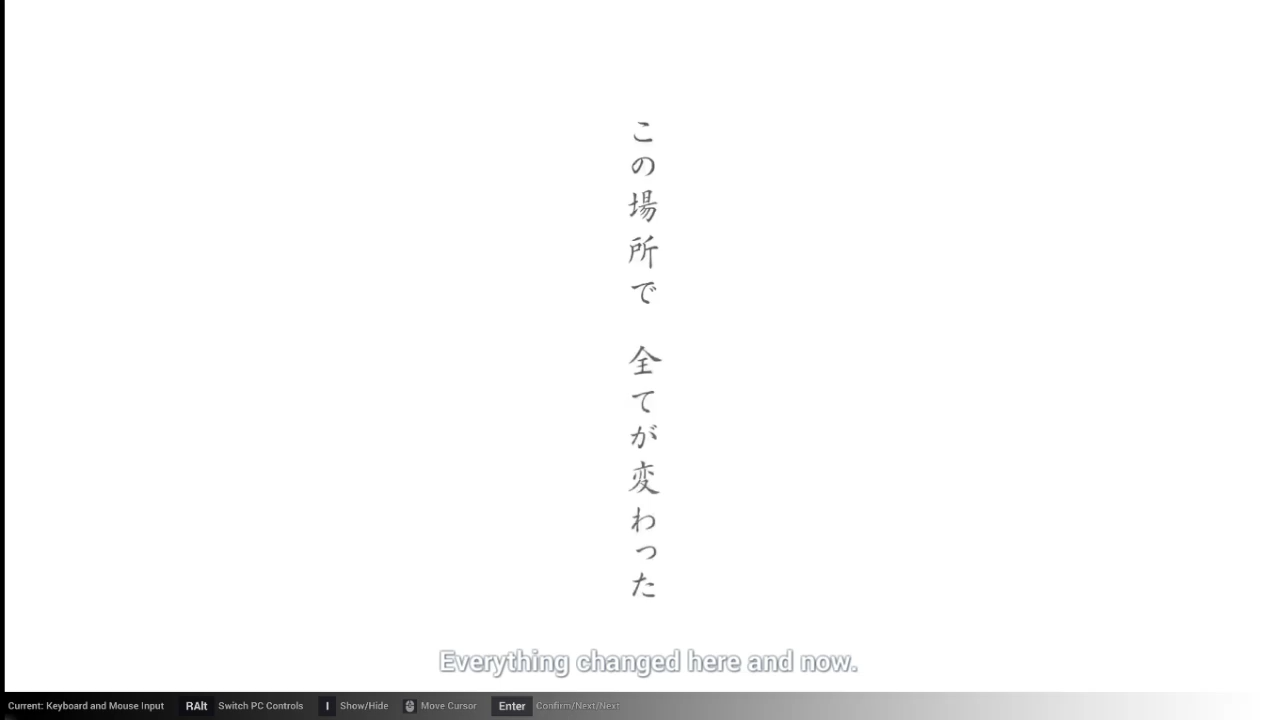 この場所で 全てが変わった
Everything changed here and now.
Current: Keyboard and Mouse Input RAlt Switch PC Controls I Show/Hide Move Cursor Enter Confirm/Next/Next